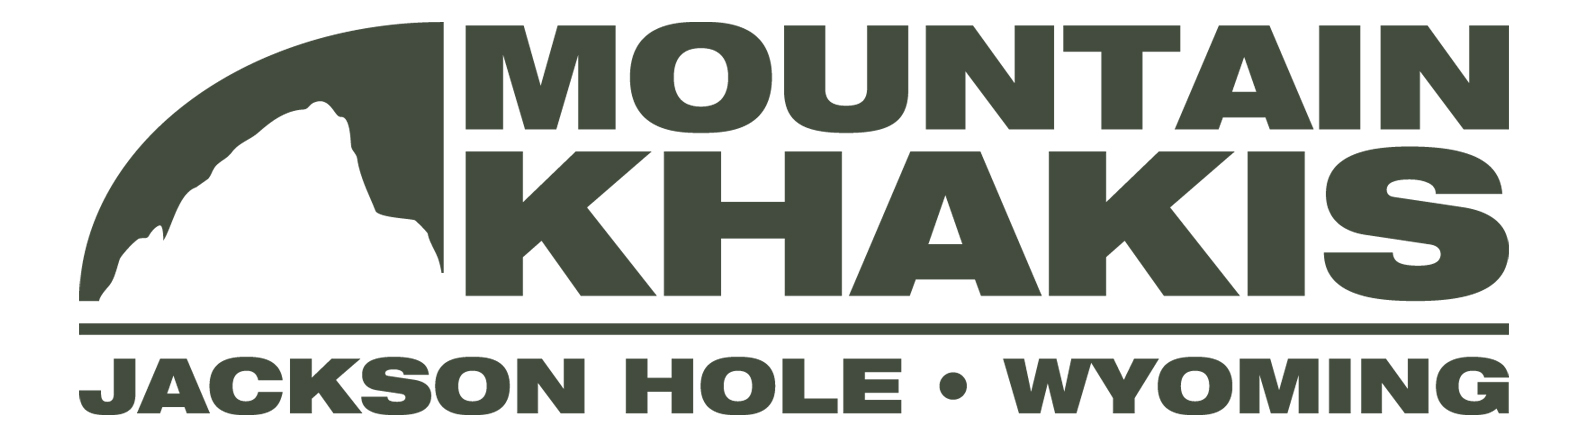 MOUNTAIN
KHAKIS
JACKSON HOLE • WYOMING